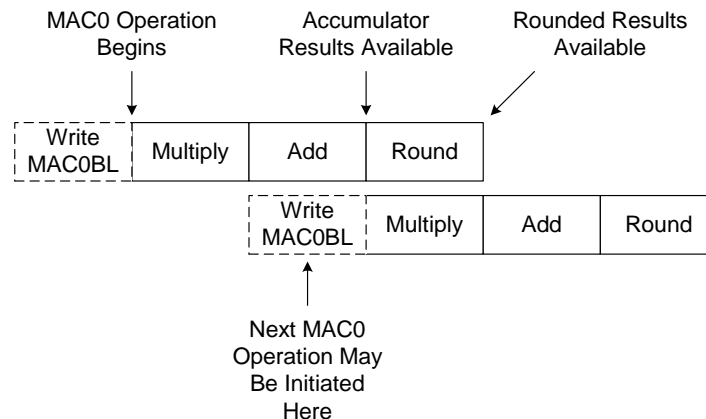 MAC0 Operation
Begins
Accumulator
Results Available
Rounded Results
Available
Write
MAC0BL
Multiply
Add
Round
Write
MAC0BL
Multiply
Add
Round
Next MAC0
Operation May
Be Initiated
Here